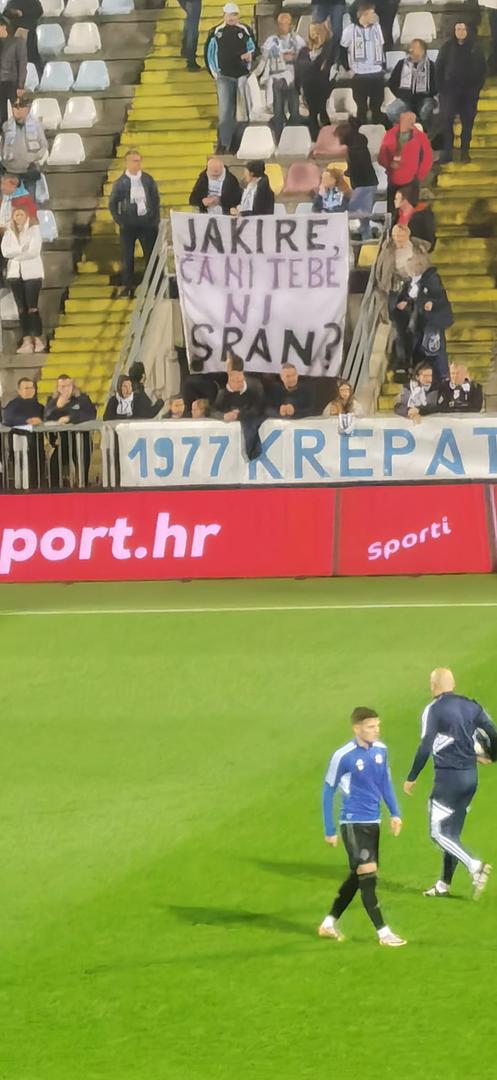 JAKIRE,
ČA NI TEBE
NI
SRAN?
1977 KREPAT
port.hr
sporti